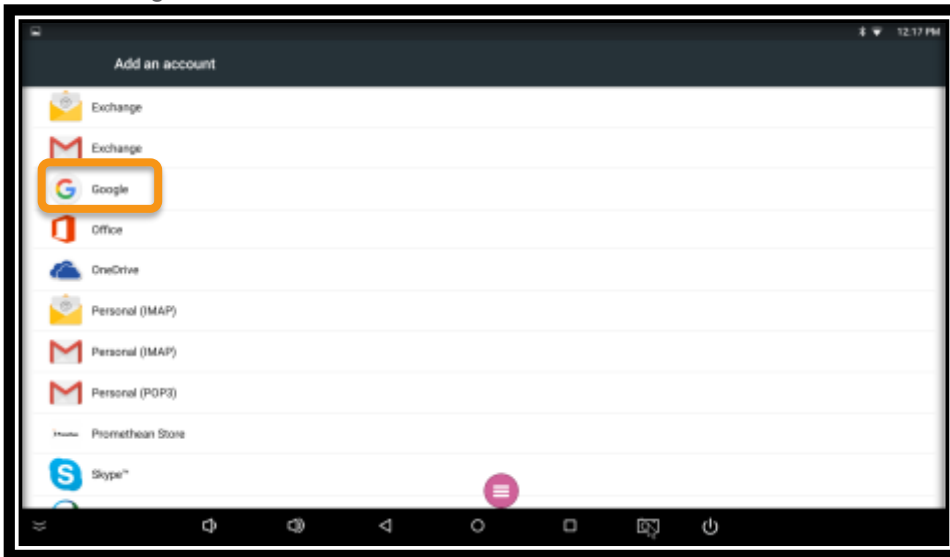 12:17 PM
Add an account
Exchange
Exchange
Google
Office
OneDrive
Personal (IMAP)
Personal (IMAP)
Personal (POP3)
Promethean Store
Skype™